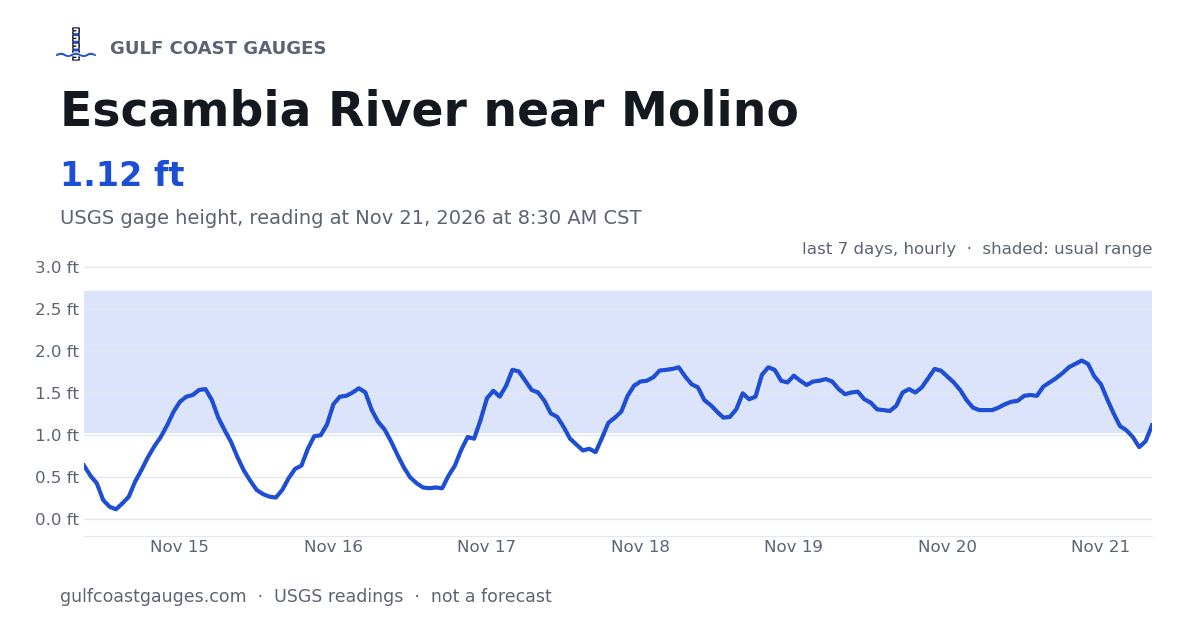 GULF COAST GAUGES
Escambia River near Molino
1.12 ft
USGS gage height, reading at Nov 21, 2026 at 8:30 AM CST
last 7 days, hourly · shaded: usual range
3.0 ft
2.5 ft
2.0 ft
1.5 ft
1.0 ft
0.5 ft
0.0 ft
Nov 15 Nov 16 Nov 17 Nov 18 Nov 19 Nov 20 Nov 21
gulfcoastgauges.com · USGS readings · not a forecast